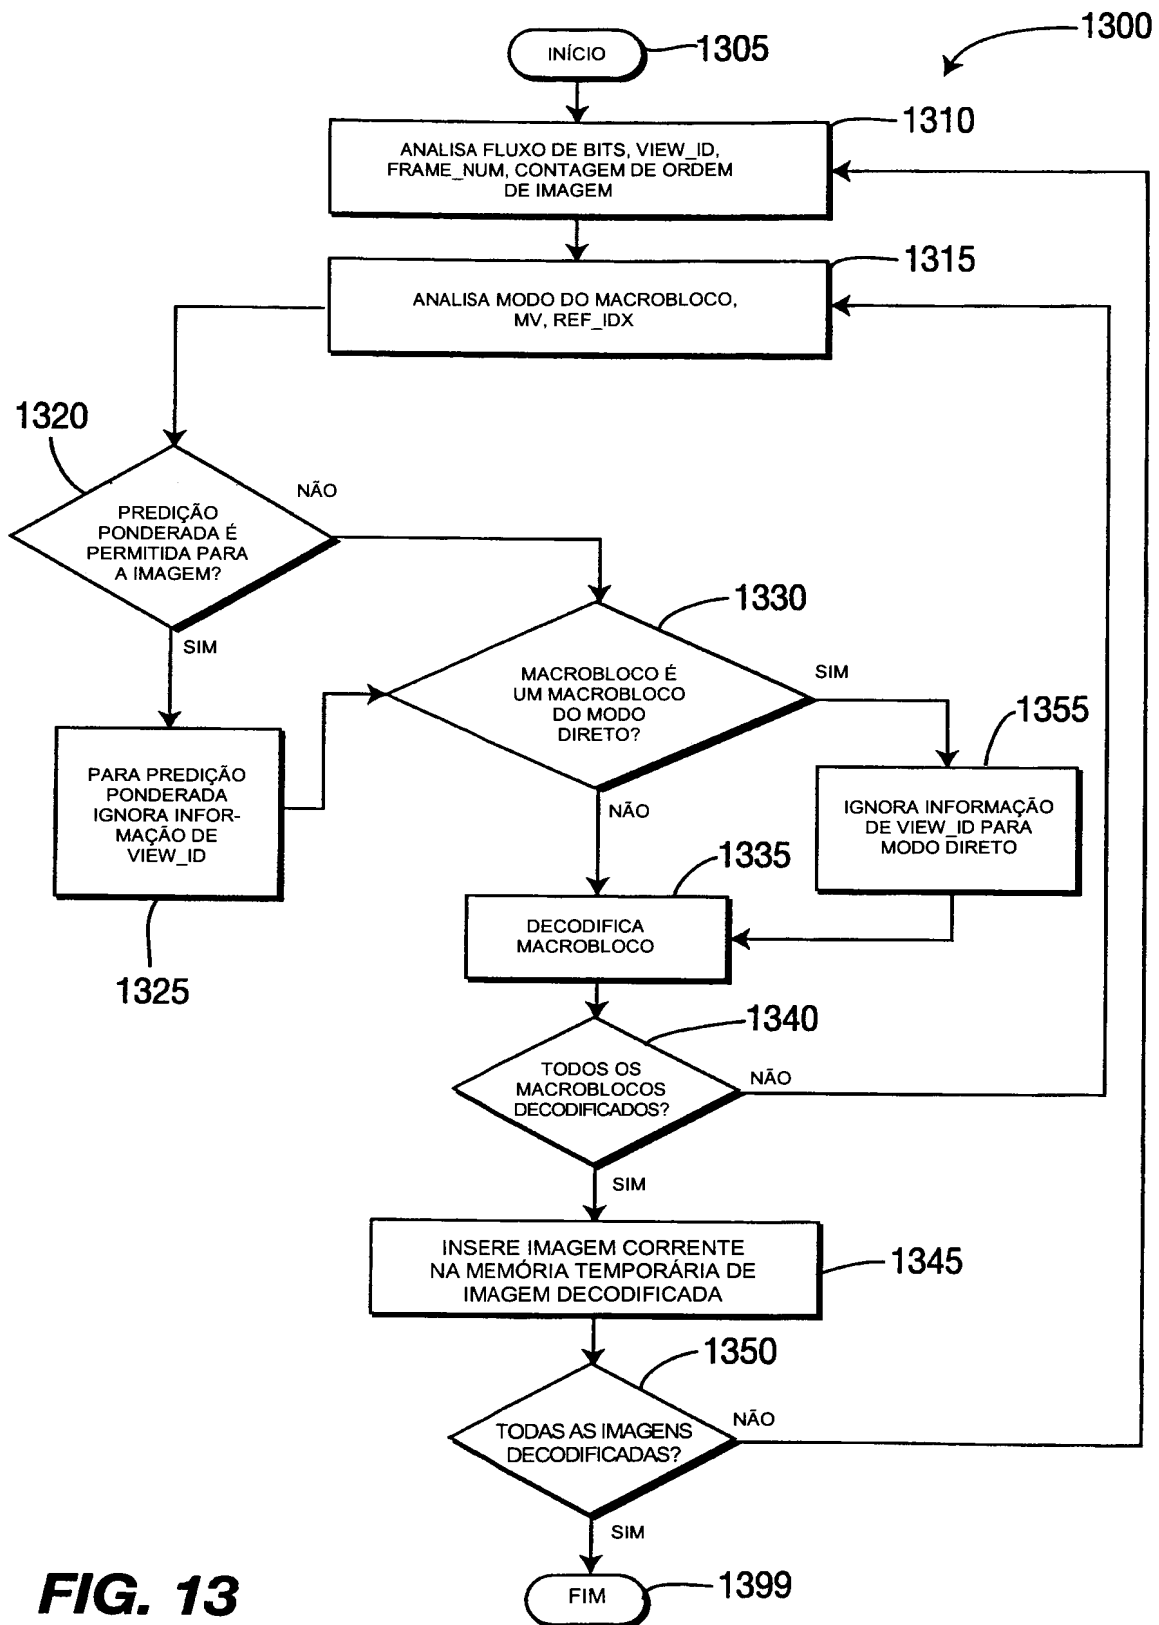 1300
INÍCIO
1305
1310
ANALISA FLUXO DE BITS, VIEW_ID,
FRAME_NUM, CONTAGEM DE ORDEM
DE IMAGEM
1315
ANALISA MODO DO MACROBLOCO,
MV, REF_IDX
1320
PREDIÇÃO
PONDERADA É
PERMITIDA PARA
A IMAGEM?
NÃO
SIM
1330
MACROBLOCO É
UM MACROBLOCO
DO MODO
DIRETO?
SIM
NÃO
1355
PARA PREDIÇÃO
PONDERADA
IGNORA INFOR-
MAÇÃO DE
VIEW_ID
1325
IGNORA INFORMAÇÃO
DE VIEW_ID PARA
MODO DIRETO
1335
DECODIFICA
MACROBLOCO
1340
TODOS OS
MACROBLOCOS
DECODIFICADOS?
NÃO
SIM
INSERE IMAGEM CORRENTE
NA MEMÓRIA TEMPORÁRIA DE
IMAGEM DECODIFICADA
1345
1350
TODAS AS IMAGENS
DECODIFICADAS?
NÃO
SIM
FIM
1399
FIG. 13